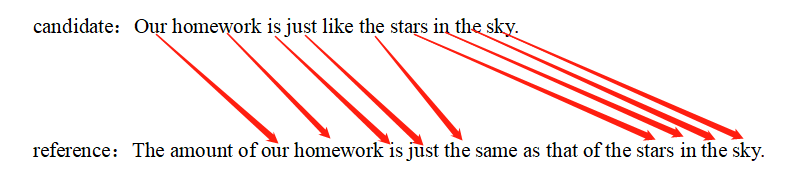 candidate：Our homework is just like the stars in the sky.
reference：The amount of our homework is just the same as that of the stars in the sky.